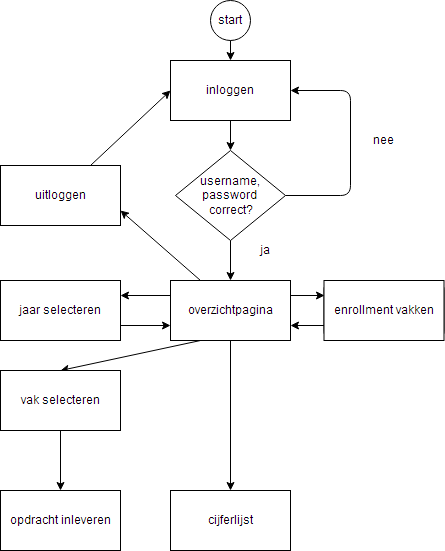 start
inloggen
nee
uitloggen
username,
password
correct?
ja
jaar selecteren
overzichtpagina
enrollment vakken
vak selecteren
opdracht inleveren
cijferlijst